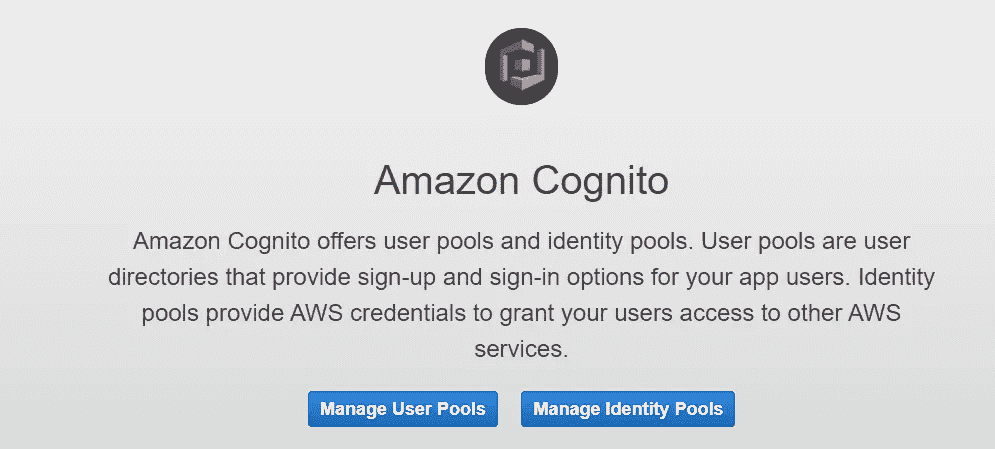 Amazon Cognito
Amazon Cognito offers user pools and identity pools. User pools are user
directories that provide sign-up and sign-in options for your app users. Identity
pools provide AWS credentials to grant your users access to other AWS
services.
Manage User Pools
Manage Identity Pools